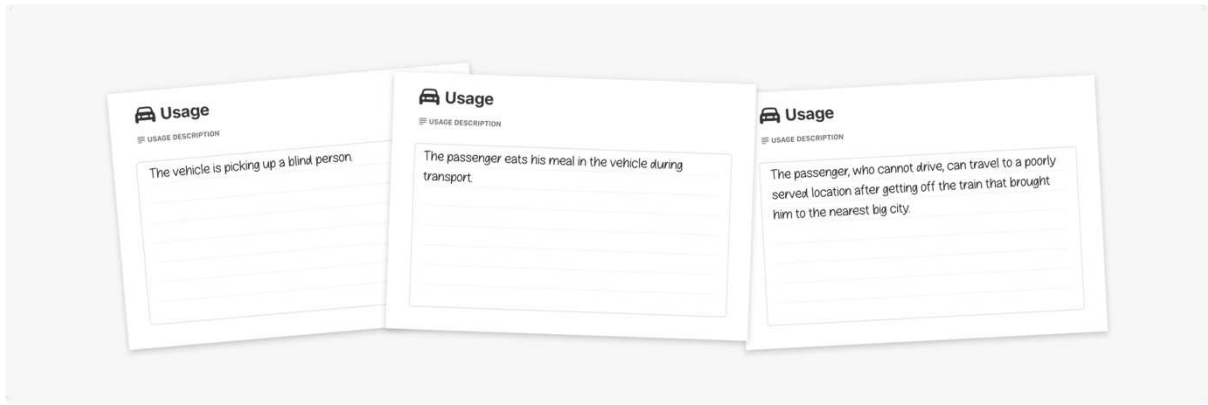 Usage
USAGE DESCRIPTION
The vehicle is picking up a blind person.
Usage
USAGE DESCRIPTION
The passenger eats his meal in the vehicle during
transport.
Usage
USAGE DESCRIPTION
The passenger, who cannot drive, can travel to a poorly
served location after getting off the train that brought
him to the nearest big city.